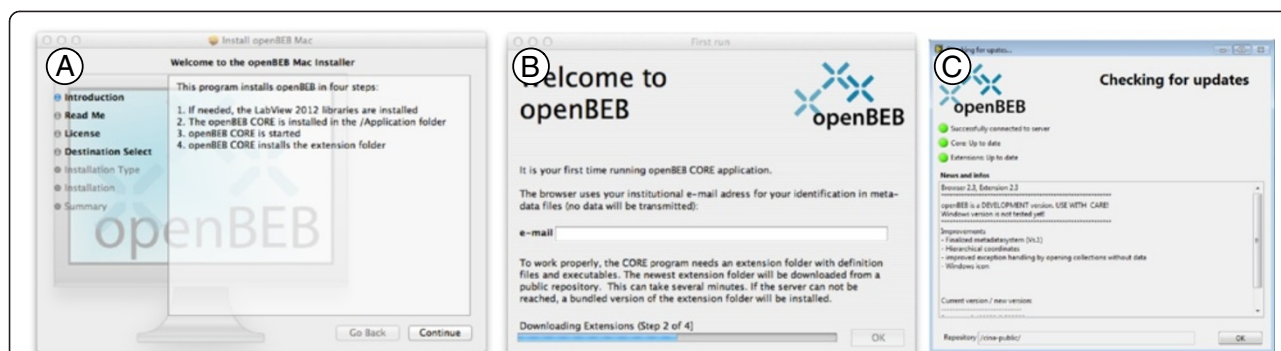 A
Install openBEB Mac
Welcome to the openBEB Mac Installer
Introduction
Read Me
License
Destination Select
Installation Type
Installation
Summary
This program installs openBEB in four steps:
1. If needed, the LabView 2012 libraries are installed
2. The openBEB CORE is installed in the /Application folder
3. openBEB CORE is started
4. openBEB CORE installs the extension folder
openBEB
Go Back
Continue
B
First run
Welcome to
openBEB
openBEB
It is your first time running openBEB CORE application.
The browser uses your institutional e-mail adress for your identification in meta-
data files (no data will be transmitted):
e-mail
To work properly, the CORE program needs an extension folder with definition
files and executables. The newest extension folder will be downloaded from a
public repository. This can take several minutes. If the server can not be
reached, a bundled version of the extension folder will be installed.
Downloading Extensions (Step 2 of 4)
OK
C
for upates...
openBEB
Checking for updates
Successfully connected to server
Core: Up to date
Extensions: Up to date
News and infos
Browser 2.3, Extension 2.3
openBEB is a DEVELOPMENT version. USE WITH CARE!
Windows version is not tested yet!
Improvements
- Finalized metadatasystem (Vs.1)
- Hierarchical coordinates
- improved exception handling by opening collections without data
- Windows icon
Current version / new version:
Repository /cina-public/
OK